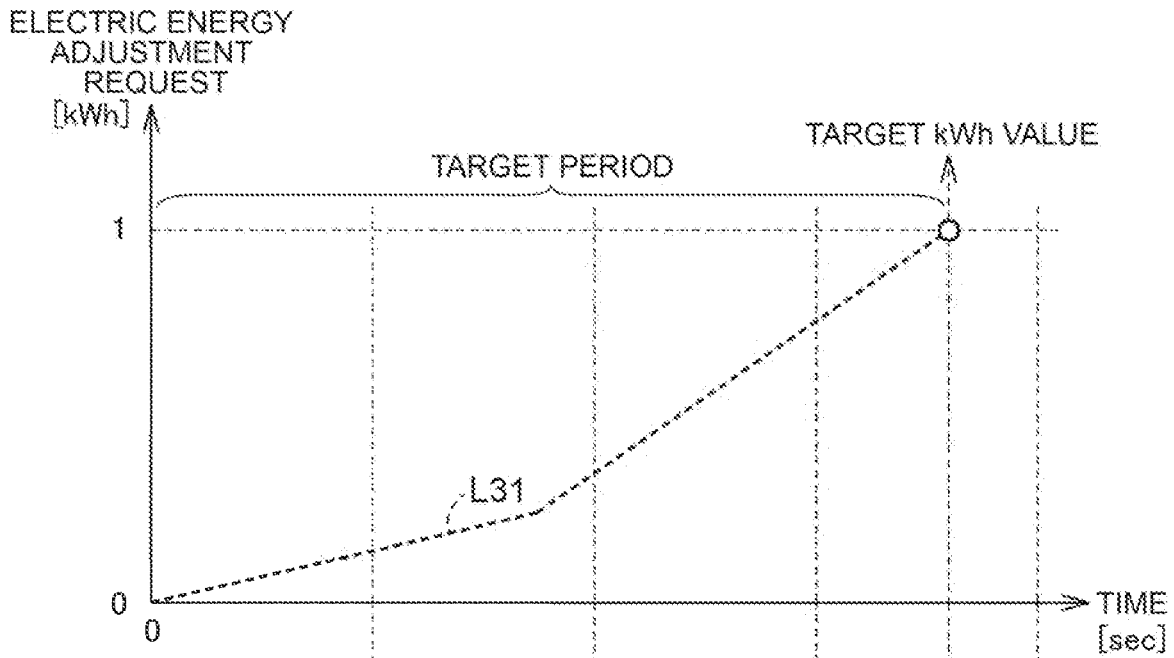 ELECTRIC ENERGY
ADJUSTMENT
REQUEST
[kWh]
TARGET kWh VALUE
TARGET PERIOD
1
L31
0
0
TIME
[sec]